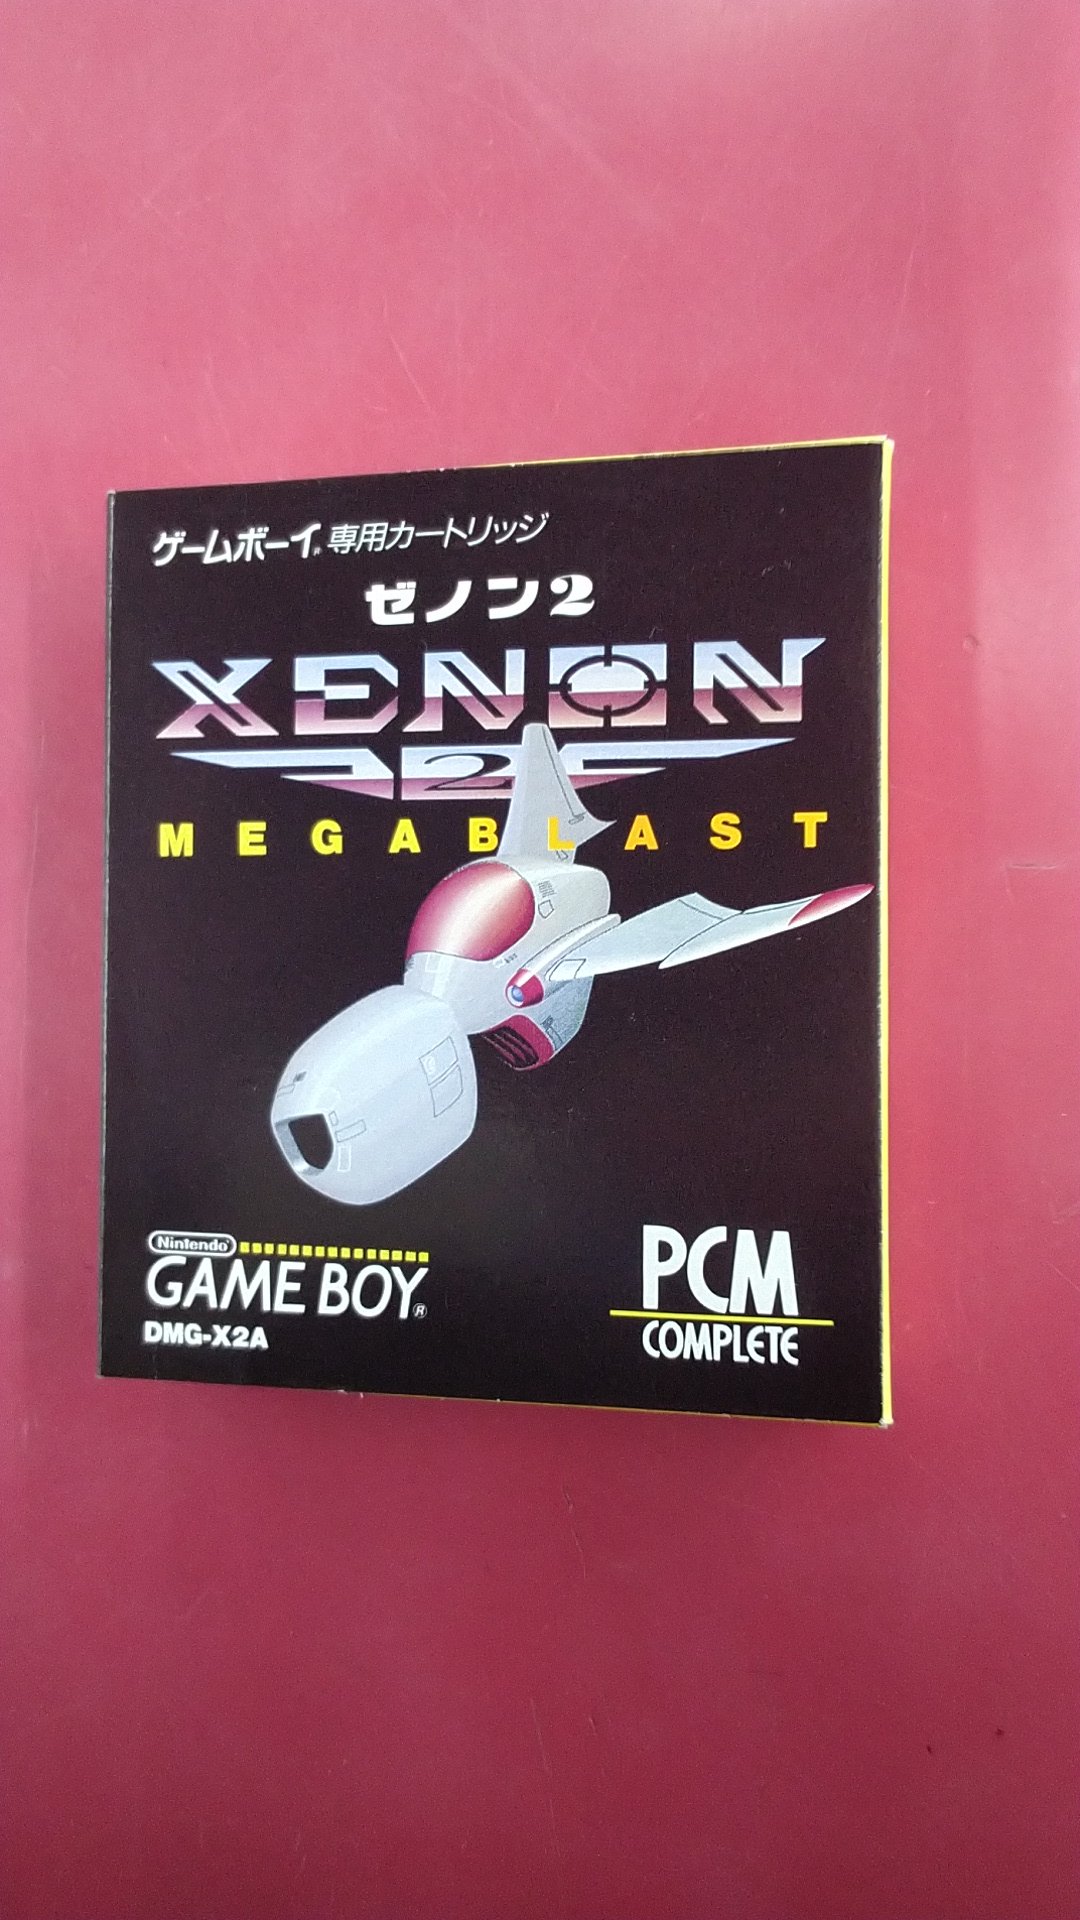 ゲームボーイ® 専用カートリッジ
ゼノン2
XENON
2
MEGABLAST
Nintendo®
GAME BOY®
DMG-X2A
PCM
COMPLETE